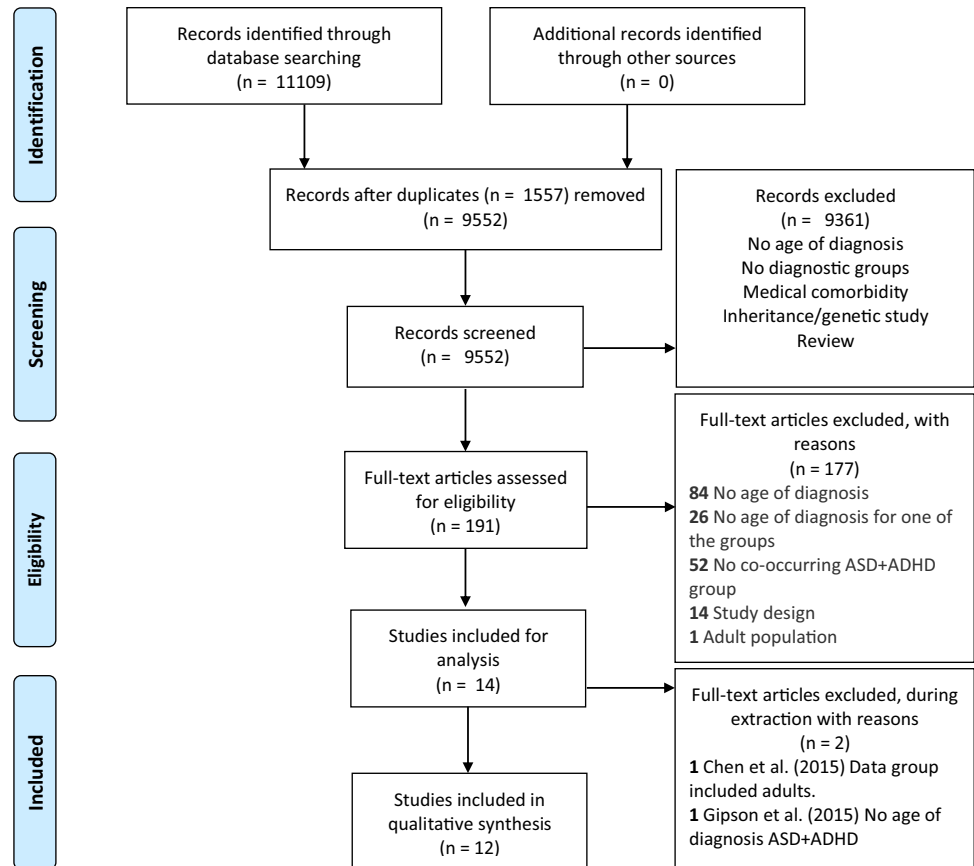 Identification
Records identified through
database searching
(n = 11109)
Additional records identified
through other sources
(n = 0)
Records after duplicates (n = 1557) removed
(n = 9552)
Screening
Records screened
(n = 9552)
Records excluded
(n = 9361)
No age of diagnosis
No diagnostic groups
Medical comorbidity
Inheritance/genetic study
Review
Eligibility
Full-text articles assessed
for eligibility
(n = 191)
Full-text articles excluded, with
reasons
(n = 177)
84 No age of diagnosis
26 No age of diagnosis for one of
the groups
52 No co-occurring ASD+ADHD
group
14 Study design
1 Adult population
Studies included for
analysis
(n = 14)
Included
Full-text articles excluded, during
extraction with reasons
(n = 2)
1 Chen et al. (2015) Data group
included adults.
1 Gipson et al. (2015) No age of
diagnosis ASD+ADHD
Studies included in
qualitative synthesis
(n = 12)